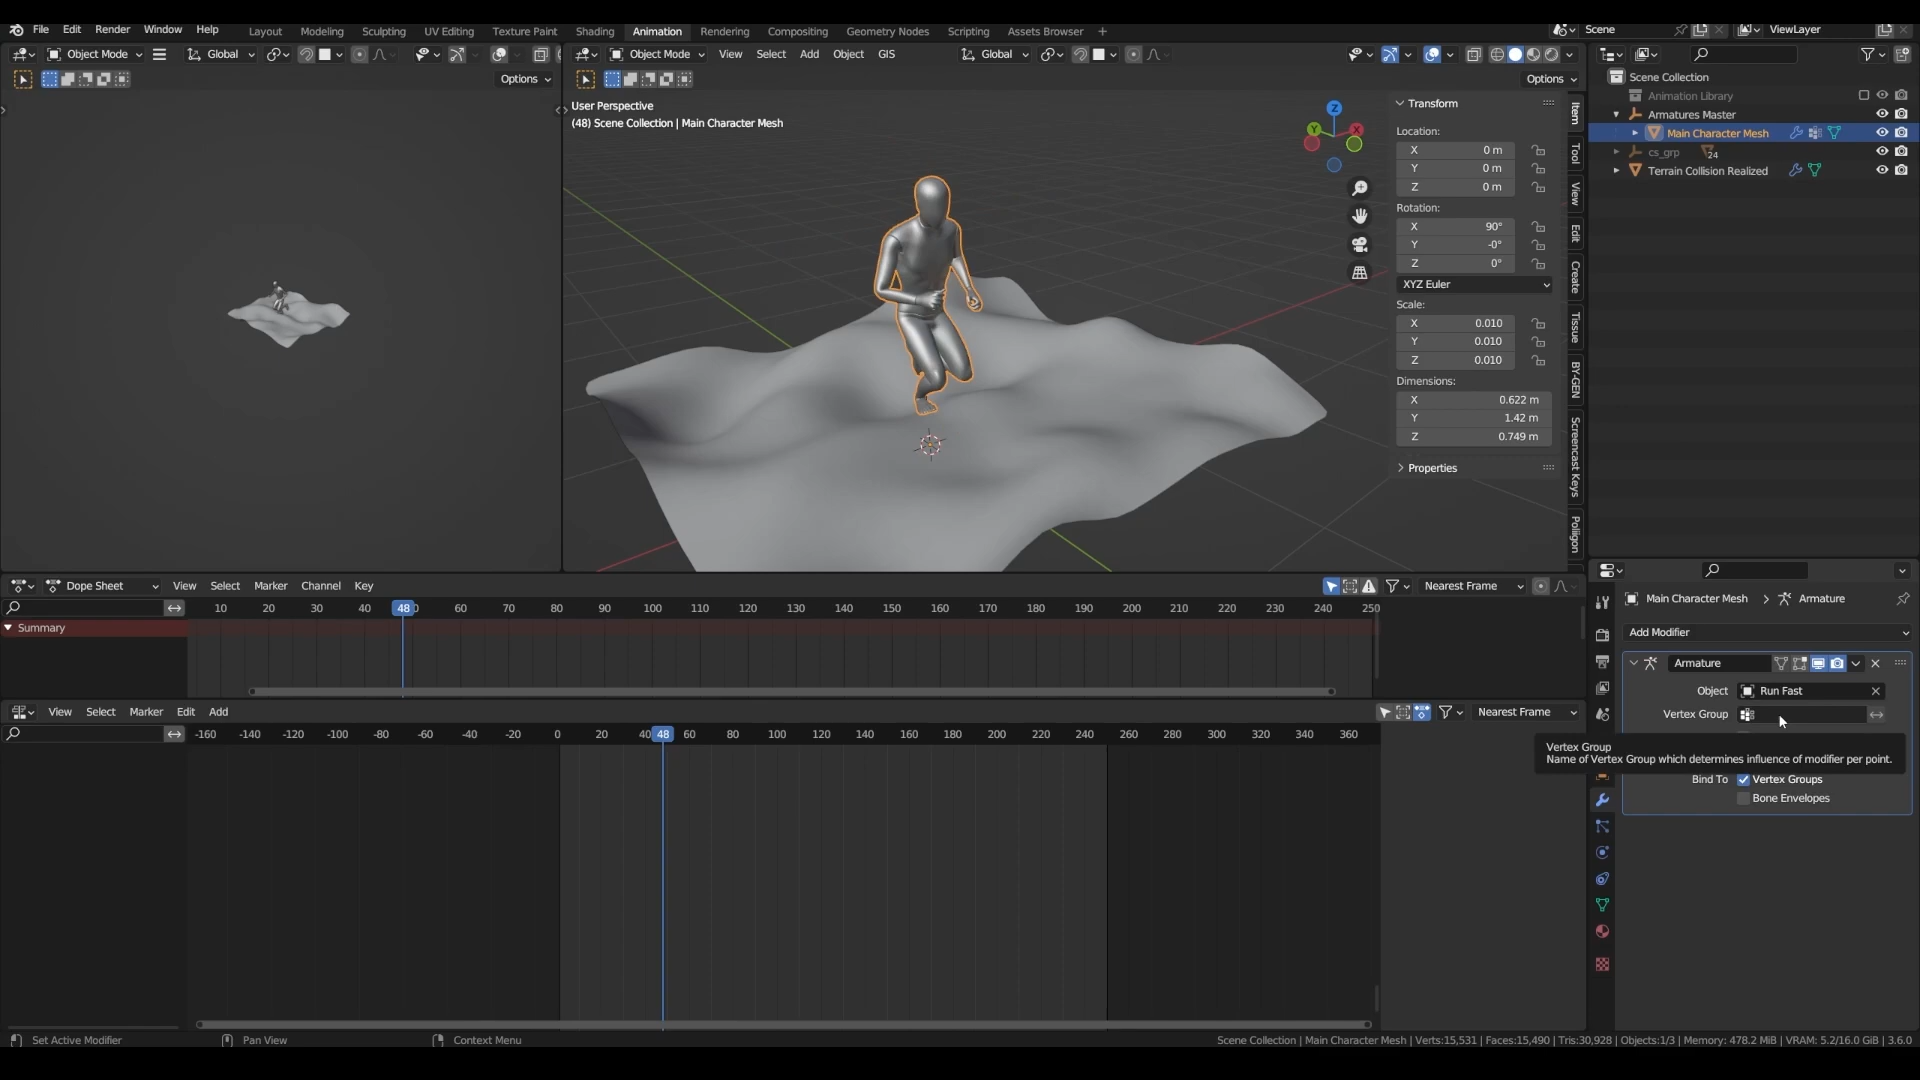 File Edit Render Window Help Layout Modeling Sculpting UV Editing Texture Paint Shading Animation Rendering Compositing Geometry Nodes Scripting Assets Browser + Scene ViewLayer
Object Mode Global
Options
Object Mode View Select Add Object GIS Global
Options
User Perspective
(48) Scene Collection | Main Character Mesh
Z
Y
X
Transform
Location:
X 0 m
Y 0 m
Z 0 m
Rotation:
X 90°
Y -0°
Z 0°
XYZ Euler
Scale:
X 0.010
Y 0.010
Z 0.010
Dimensions:
X 0.622 m
Y 1.42 m
Z 0.749 m
Properties
Item
Tool
View
Edit
Create
Tissue
BY-GEN
Screencast Keys
Poliigon
Scene Collection
Animation Library
Armatures Master
Main Character Mesh
cs_grp 24
Terrain Collision Realized
Dope Sheet View Select Marker Channel Key Nearest Frame
10 20 30 40 48 60 70 80 90 100 110 120 130 140 150 160 170 180 190 200 210 220 230 240 250
Summary
View Select Marker Edit Add Nearest Frame
-160 -140 -120 -100 -80 -60 -40 -20 0 20 40 48 60 80 100 120 140 160 180 200 220 240 260 280 300 320 340 360
Main Character Mesh > Armature
Add Modifier
Armature
Object Run Fast
Vertex Group
Vertex Group
Name of Vertex Group which determines influence of modifier per point.
Bind To Vertex Groups
Bone Envelopes
Set Active Modifier Pan View Context Menu Scene Collection | Main Character Mesh | Verts:15,531 | Faces:15,490 | Tris:30,928 | Objects:1/3 | Memory: 478.2 MiB | VRAM: 5.2/16.0 GiB | 3.6.0